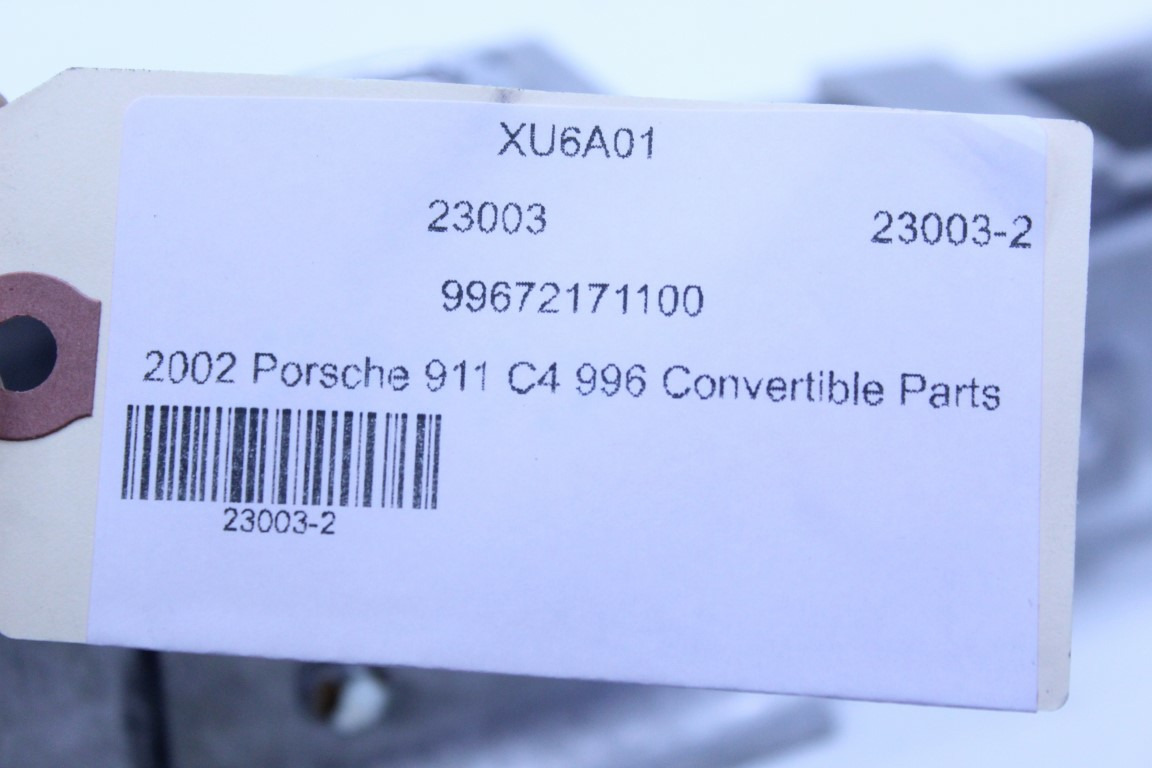 XU6A01
23003 23003-2
99672171100
2002 Porsche 911 C4 996 Convertible Parts
23003-2